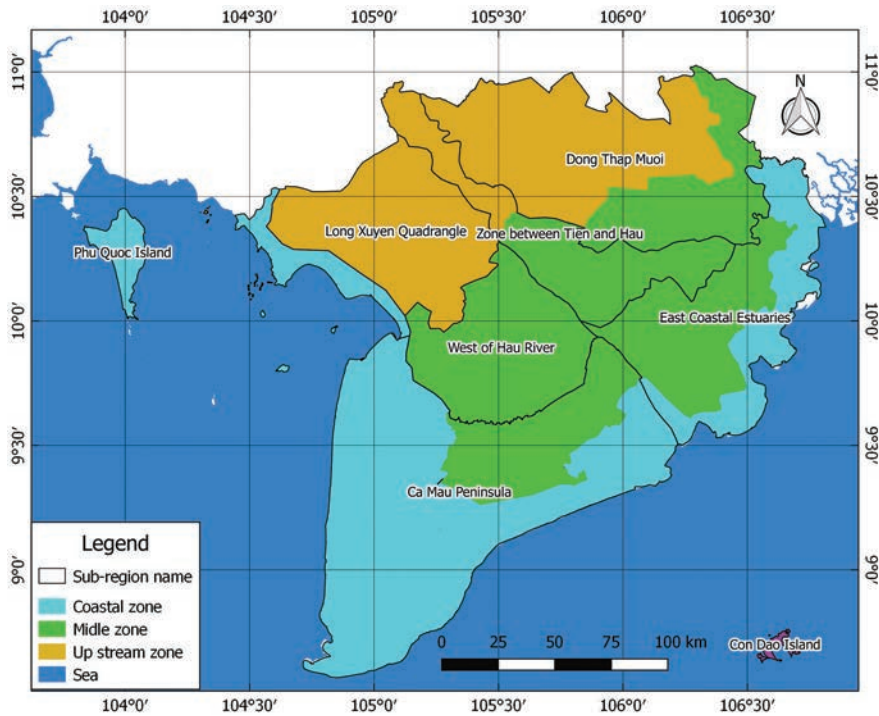 104°0' 104°30' 105°0' 105°30' 106°0' 106°30'
11°0' 11°0'
N
Dong Thap Muoi
10°30' 10°30'
Long Xuyen Quadrangle
Zone between Tien and Hau
Phu Quoc Island
10°0' 10°0'
East Coastal Estuaries
West of Hau River
9°30' 9°30'
Ca Mau Peninsula
Legend
Sub-region name
9°0' 9°0'
Coastal zone
Midle zone
Up stream zone
Sea
0 25 50 75 100 km
Con Dao Island
104°0' 104°30' 105°0' 105°30' 106°0' 106°30'